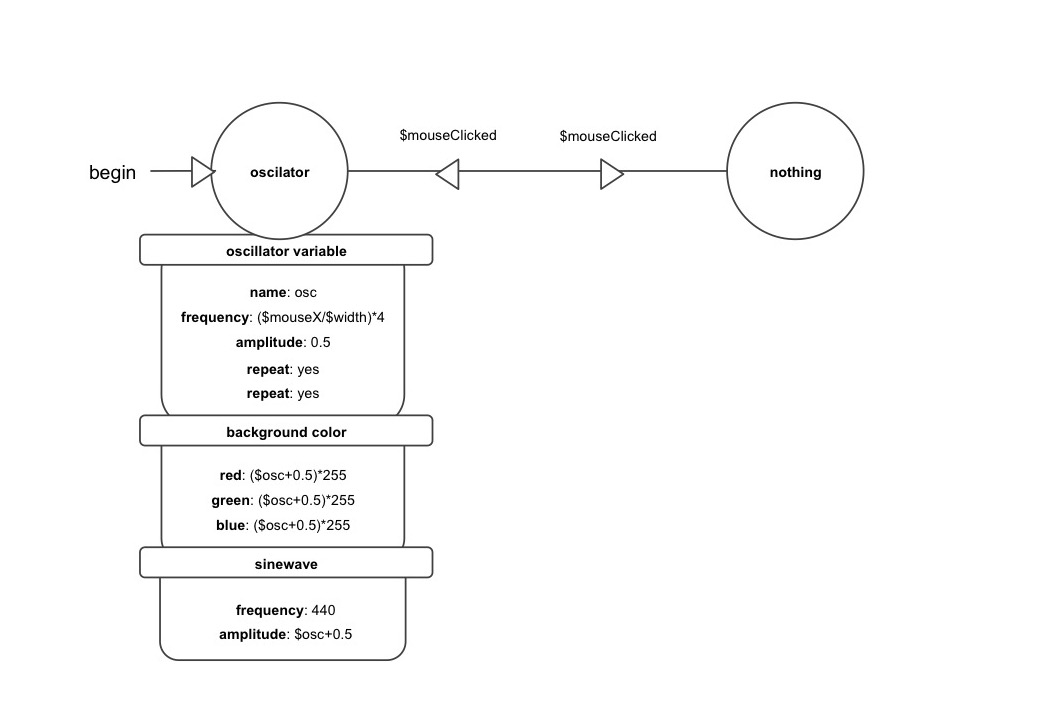 $mouseClicked
$mouseClicked
begin
oscilator
nothing
oscillator variable
name: osc
frequency: ($mouseX/$width)*4
amplitude: 0.5
repeat: yes
repeat: yes
background color
red: ($osc+0.5)*255
green: ($osc+0.5)*255
blue: ($osc+0.5)*255
sinewave
frequency: 440
amplitude: $osc+0.5